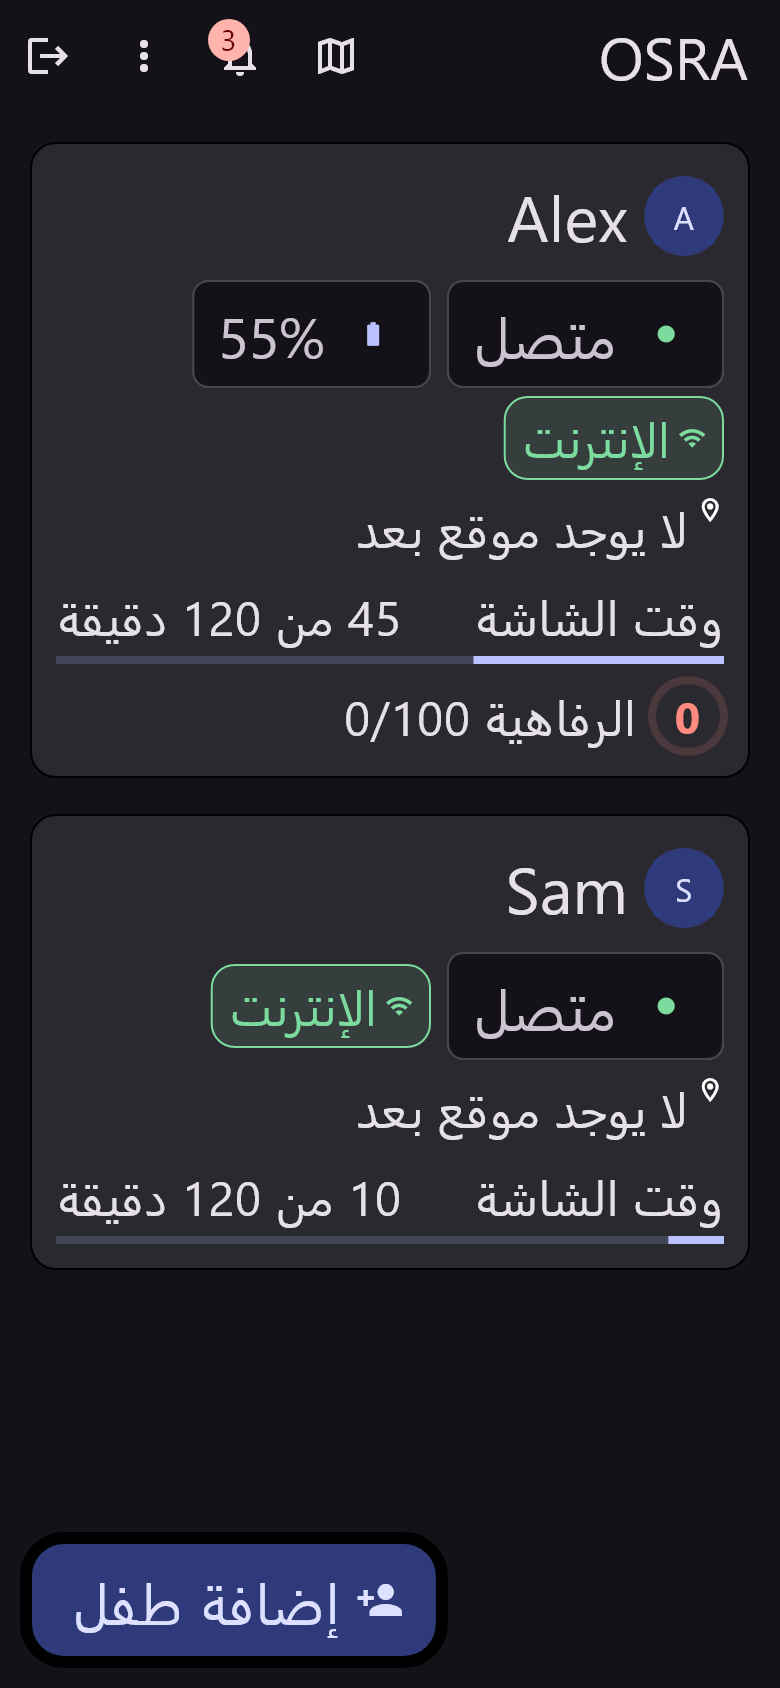 OSRA
3
A Alex
متصل 55%
الإنترنت
لا يوجد موقع بعد
وقت الشاشة 45 من 120 دقيقة
0 الرفاهية 0/100
S Sam
متصل الإنترنت
لا يوجد موقع بعد
وقت الشاشة 10 من 120 دقيقة
إضافة طفل